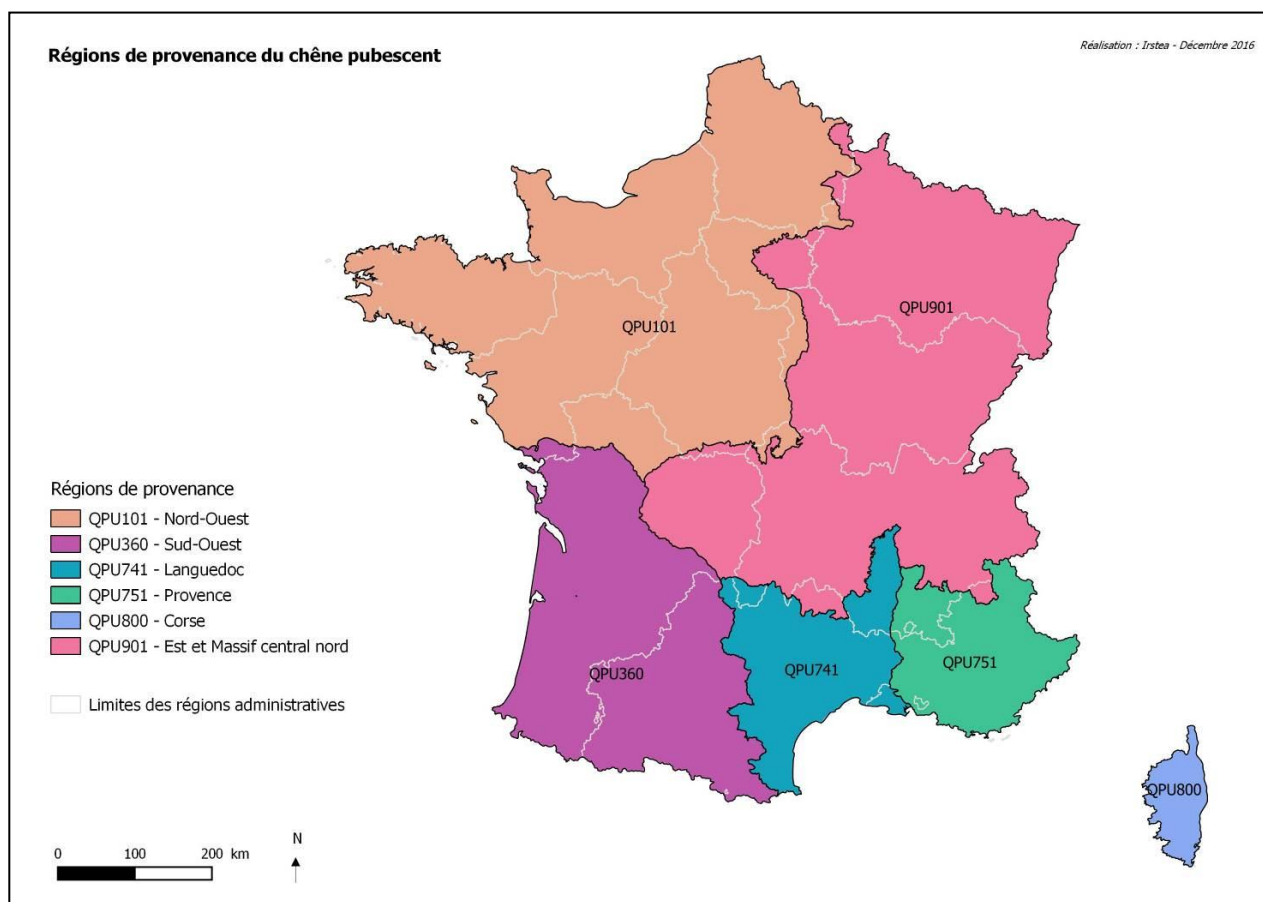 Régions de provenance du chêne pubescent
Réalisation : Irstea - Décembre 2016
QPU101
QPU901
QPU360
QPU741
QPU751
QPU800
Régions de provenance
QPU101 - Nord-Ouest
QPU360 - Sud-Ouest
QPU741 - Languedoc
QPU751 - Provence
QPU800 - Corse
QPU901 - Est et Massif central nord
Limites des régions administratives
0 100 200 km
N